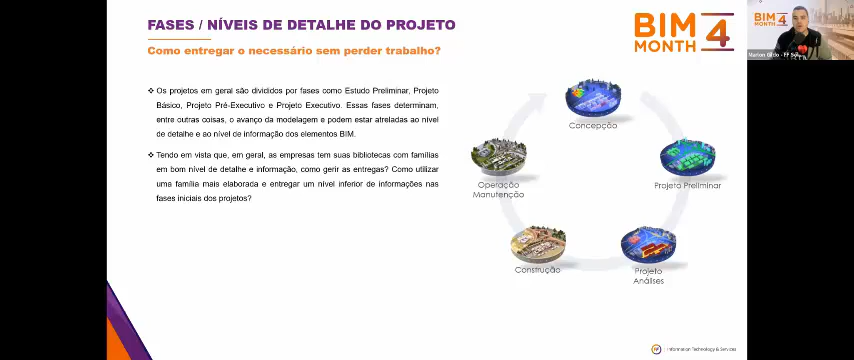 FASES / NÍVEIS DE DETALHE DO PROJETO
Como entregar o necessário sem perder trabalho?
BIM
MONTH 4
❖ Os projetos em geral são divididos por fases como Estudo Preliminar, Projeto
Básico, Projeto Pré-Executivo e Projeto Executivo. Essas fases determinam,
entre outras coisas, o avanço da modelagem e podem estar atreladas ao nível
de detalhe e ao nível de informação dos elementos BIM.
❖ Tendo em vista que, em geral, as empresas tem suas bibliotecas com famílias
em bom nível de detalhe e informação, como gerir as entregas? Como utilizar
uma família mais elaborada e entregar um nível inferior de informações nas
fases iniciais dos projetos?
Concepção
Projeto Preliminar
Projeto
Análises
Construção
Operação
Manutenção
BIM
MONTH 4
FF | Information Technology & Services